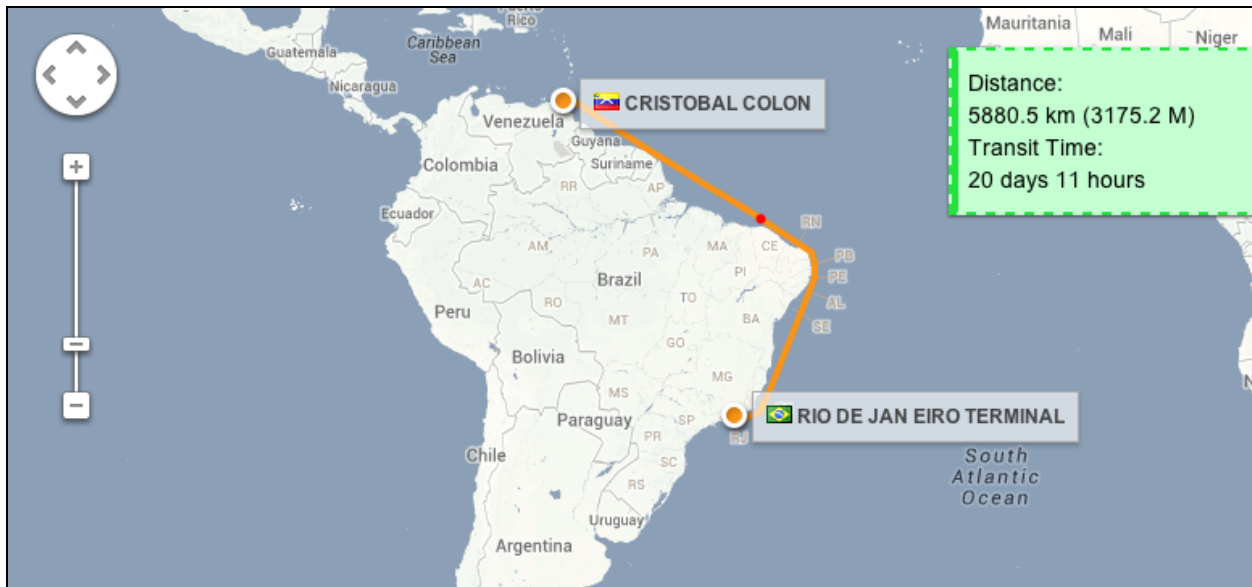 Puerto
Rico
Mauritania
Mali
Niger
Caribbean
Sea
Guatemala
Nicaragua
CRISTOBAL COLON
Distance:
5880.5 km (3175.2 M)
Transit Time:
20 days 11 hours
Venezuela
Guyana
Suriname
Colombia
RR
AP
Ecuador
RN
AM
PA
MA
CE
PB
PI
PE
Brazil
AC
RO
TO
AL
Peru
MT
BA
SE
GO
Bolivia
MG
MS
RIO DE JAN EIRO TERMINAL
Paraguay
SP
RJ
PR
Chile
SC
South
Atlantic
Ocean
RS
Uruguay
Argentina